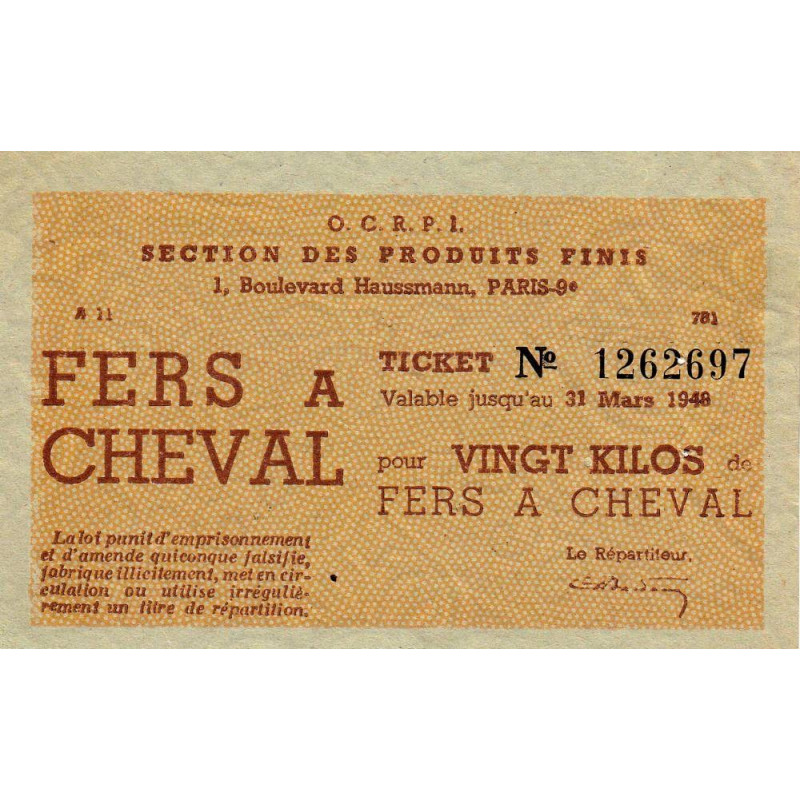 O. C. R. P. I.
SECTION DES PRODUITS FINIS
1, Boulevard Haussmann, PARIS-9e
A 11
781
FERS A
CHEVAL
TICKET № 1262697
Valable jusqu'au 31 Mars 1948
pour VINGT KILOS de
FERS A CHEVAL
La loi punit d'emprisonnement
et d'amende quiconque falsifie,
fabrique illicitement, met en cir-
culation ou utilise irréguliè-
rement un titre de répartition.
Le Répartiteur,